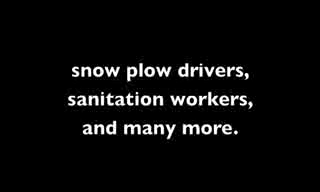 snow plow drivers,
sanitation workers,
and many more.